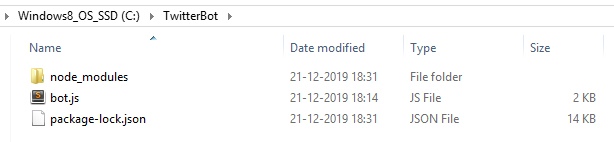 Windows8_OS_SSD (C:) TwitterBot
Name Date modified Type Size
node_modules 21-12-2019 18:31 File folder
bot.js 21-12-2019 18:14 JS File 2 KB
package-lock.json 21-12-2019 18:31 JSON File 14 KB